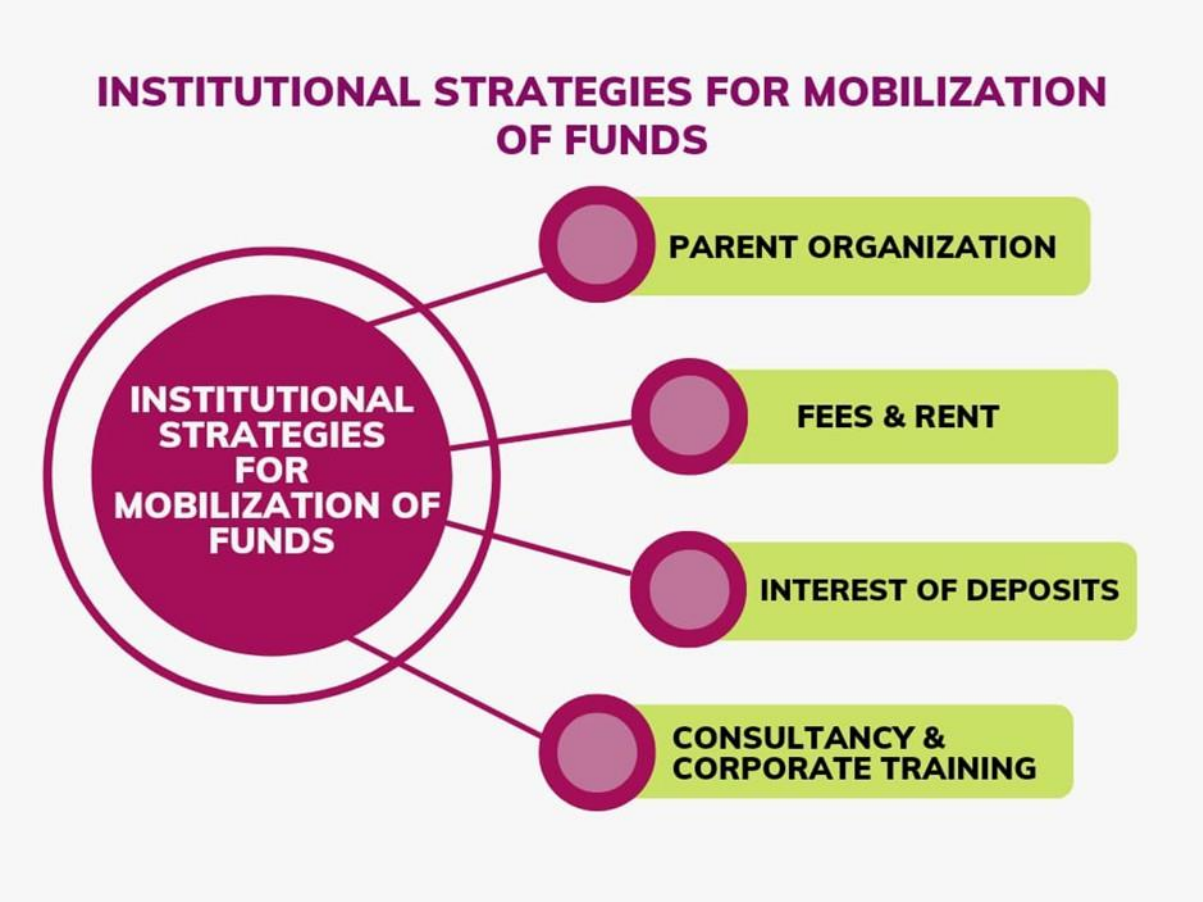 INSTITUTIONAL STRATEGIES FOR MOBILIZATION
OF FUNDS
INSTITUTIONAL
STRATEGIES
FOR
MOBILIZATION OF
FUNDS
PARENT ORGANIZATION
FEES & RENT
INTEREST OF DEPOSITS
CONSULTANCY &
CORPORATE TRAINING